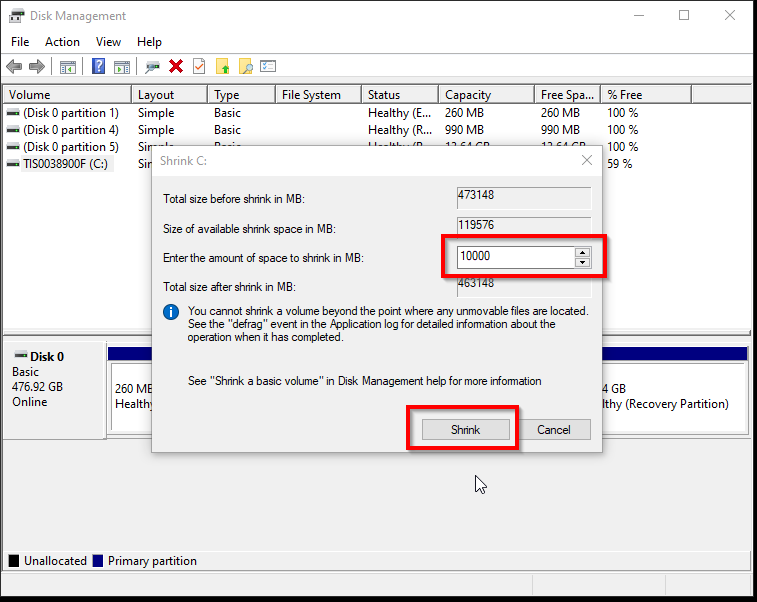 Disk Management
File Action View Help
Volume Layout Type File System Status Capacity Free Spa... % Free
(Disk 0 partition 1) Simple Basic Healthy (E... 260 MB 260 MB 100 %
(Disk 0 partition 4) Simple Basic Healthy (R... 990 MB 990 MB 100 %
(Disk 0 partition 5) Simple Basic Healthy (R... 13.64 GB 13.64 GB 100 %
TIS0038900F (C:) Sim 59 %
Shrink C:
Total size before shrink in MB: 473148
Size of available shrink space in MB: 119576
Enter the amount of space to shrink in MB: 10000
Total size after shrink in MB: 463148
You cannot shrink a volume beyond the point where any unmovable files are located.
See the "defrag" event in the Application log for detailed information about the
operation when it has completed.
See "Shrink a basic volume" in Disk Management help for more information
Shrink Cancel
Disk 0
Basic
476.92 GB
Online
260 MB
Healthy
4 GB
lthy (Recovery Partition)
Unallocated Primary partition